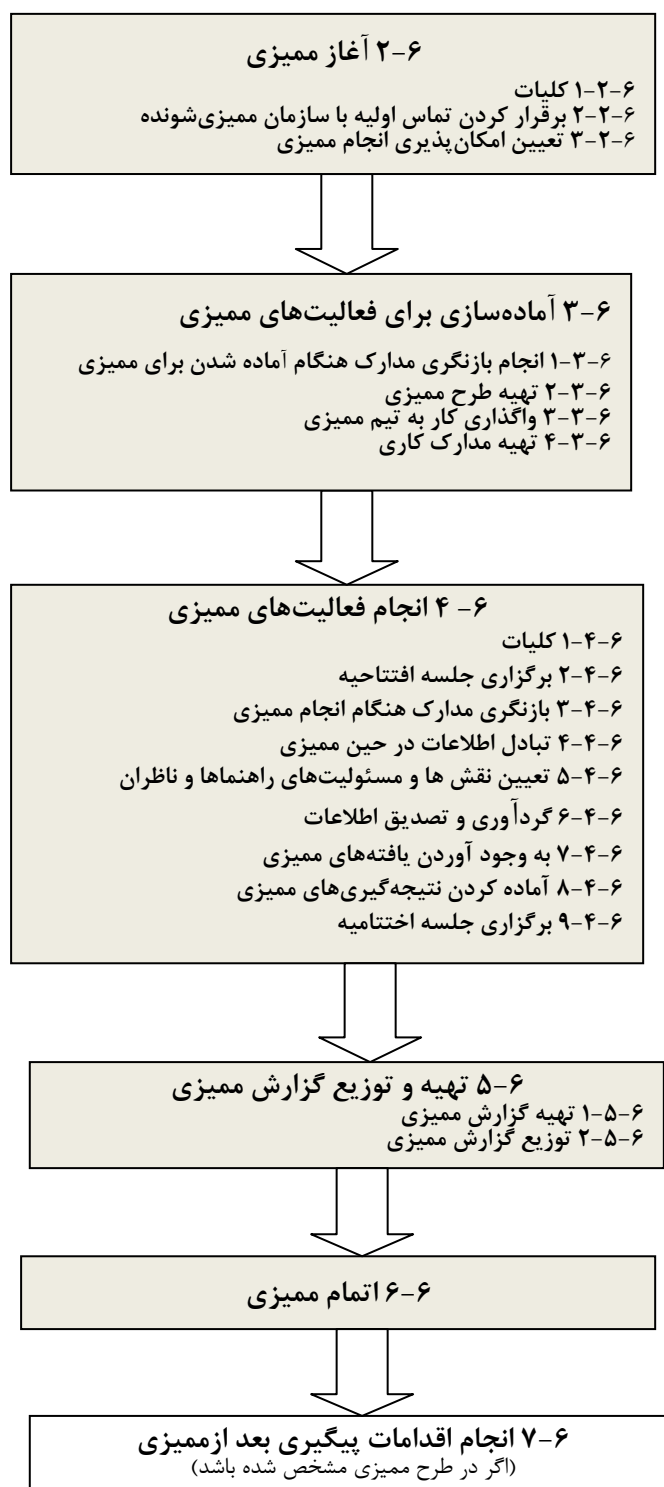 ۶-۲ آغاز ممیزی
۶-۲-۱ کلیات
۶-۲-۲ برقرار کردن تماس اولیه با سازمان ممیزی‌شونده
۶-۲-۳ تعیین امکان‌پذیری انجام ممیزی
۶-۳ آماده‌سازی برای فعالیت‌های ممیزی
۶-۳-۱ انجام بازنگری مدارک هنگام آماده شدن برای ممیزی
۶-۳-۲ تهیه طرح ممیزی
۶-۳-۳ واگذاری کار به تیم ممیزی
۶-۳-۴ تهیه مدارک کاری
۶- ۴ انجام فعالیت‌های ممیزی
۶-۴-۱ کلیات
۶-۴-۲ برگزاری جلسه افتتاحیه
۶-۴-۳ بازنگری مدارک هنگام انجام ممیزی
۶-۴-۴ تبادل اطلاعات در حین ممیزی
۶-۴-۵ تعیین نقش ها و مسئولیت‌های راهنماها و ناظران
۶-۴-۶ گردآوری و تصدیق اطلاعات
۶-۴-۷ به وجود آوردن یافته‌های ممیزی
۶-۴-۸ آماده کردن نتیجه‌گیری‌های ممیزی
۶-۴-۹ برگزاری جلسه اختتامیه
۶-۵ تهیه و توزیع گزارش ممیزی
۶-۵-۱ تهیه گزارش ممیزی
۶-۵-۲ توزیع گزارش ممیزی
۶-۶ اتمام ممیزی
۶-۷ انجام اقدامات پیگیری بعد ازممیزی
(اگر در طرح ممیزی مشخص شده باشد)